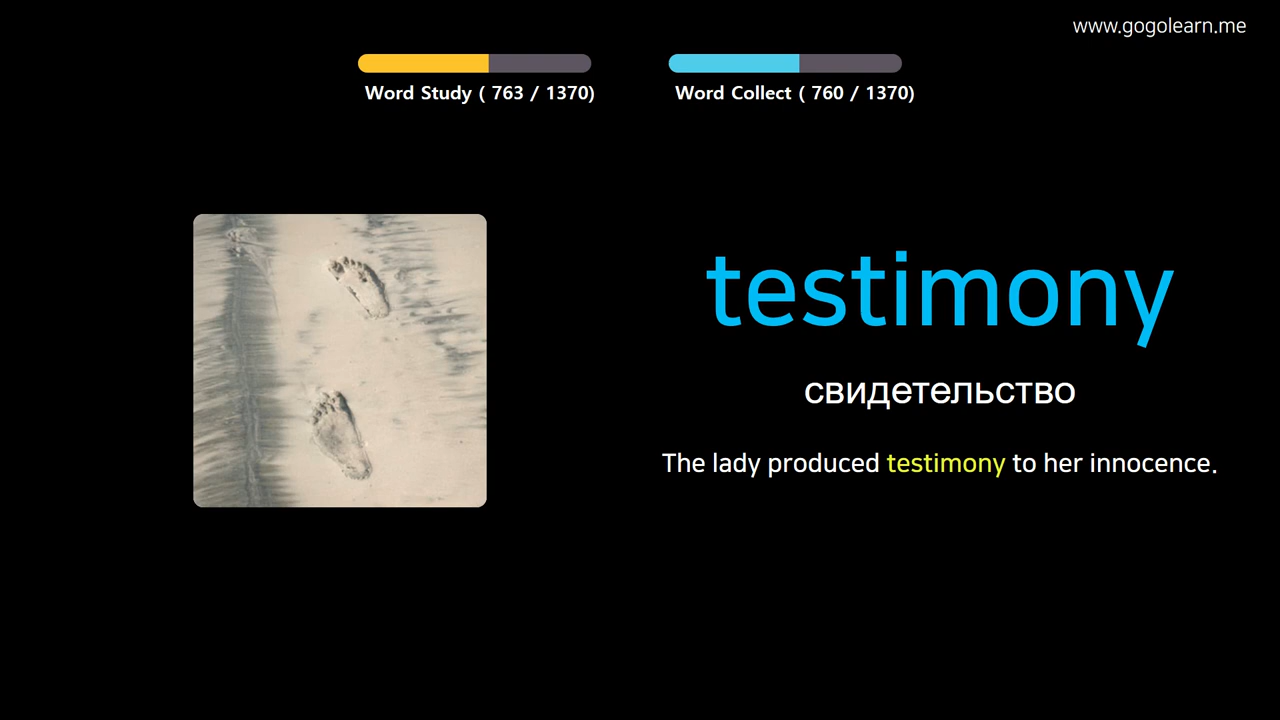 www.gogolearn.me
Word Study ( 763 / 1370)
Word Collect ( 760 / 1370)
testimony
свидетельство
The lady produced testimony to her innocence.